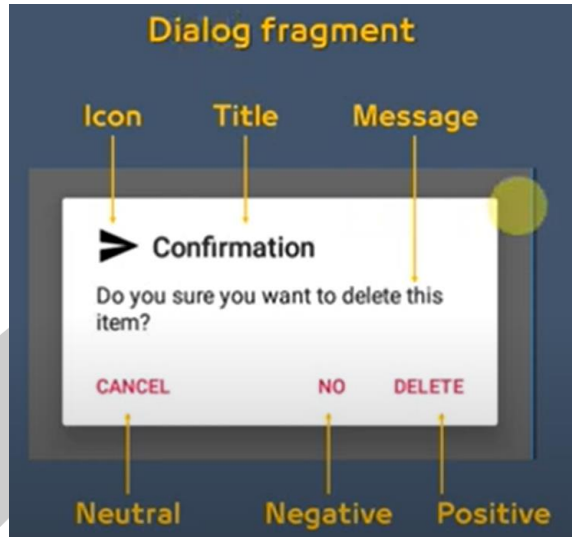 Dialog fragment
Icon Title Message
Confirmation
Do you sure you want to delete this
item?
CANCEL NO DELETE
Neutral Negative Positive